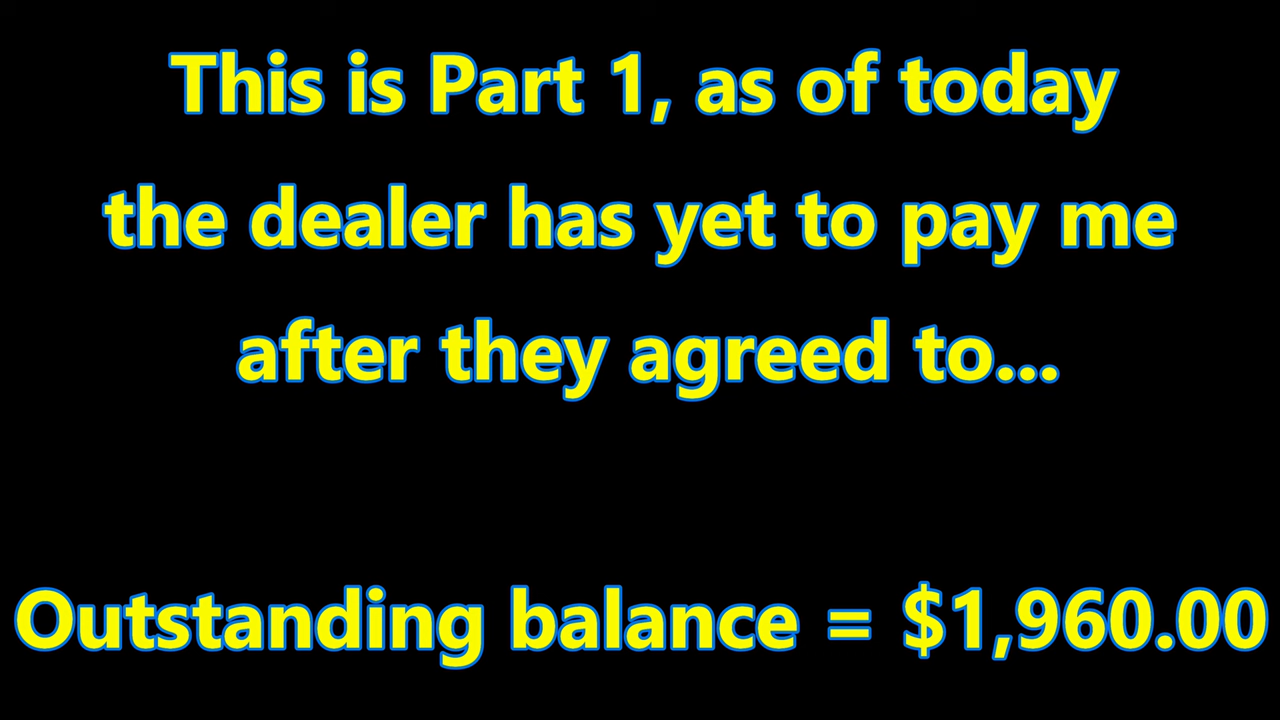 This is Part 1, as of today
the dealer has yet to pay me
after they agreed to...
Outstanding balance = $1,960.00